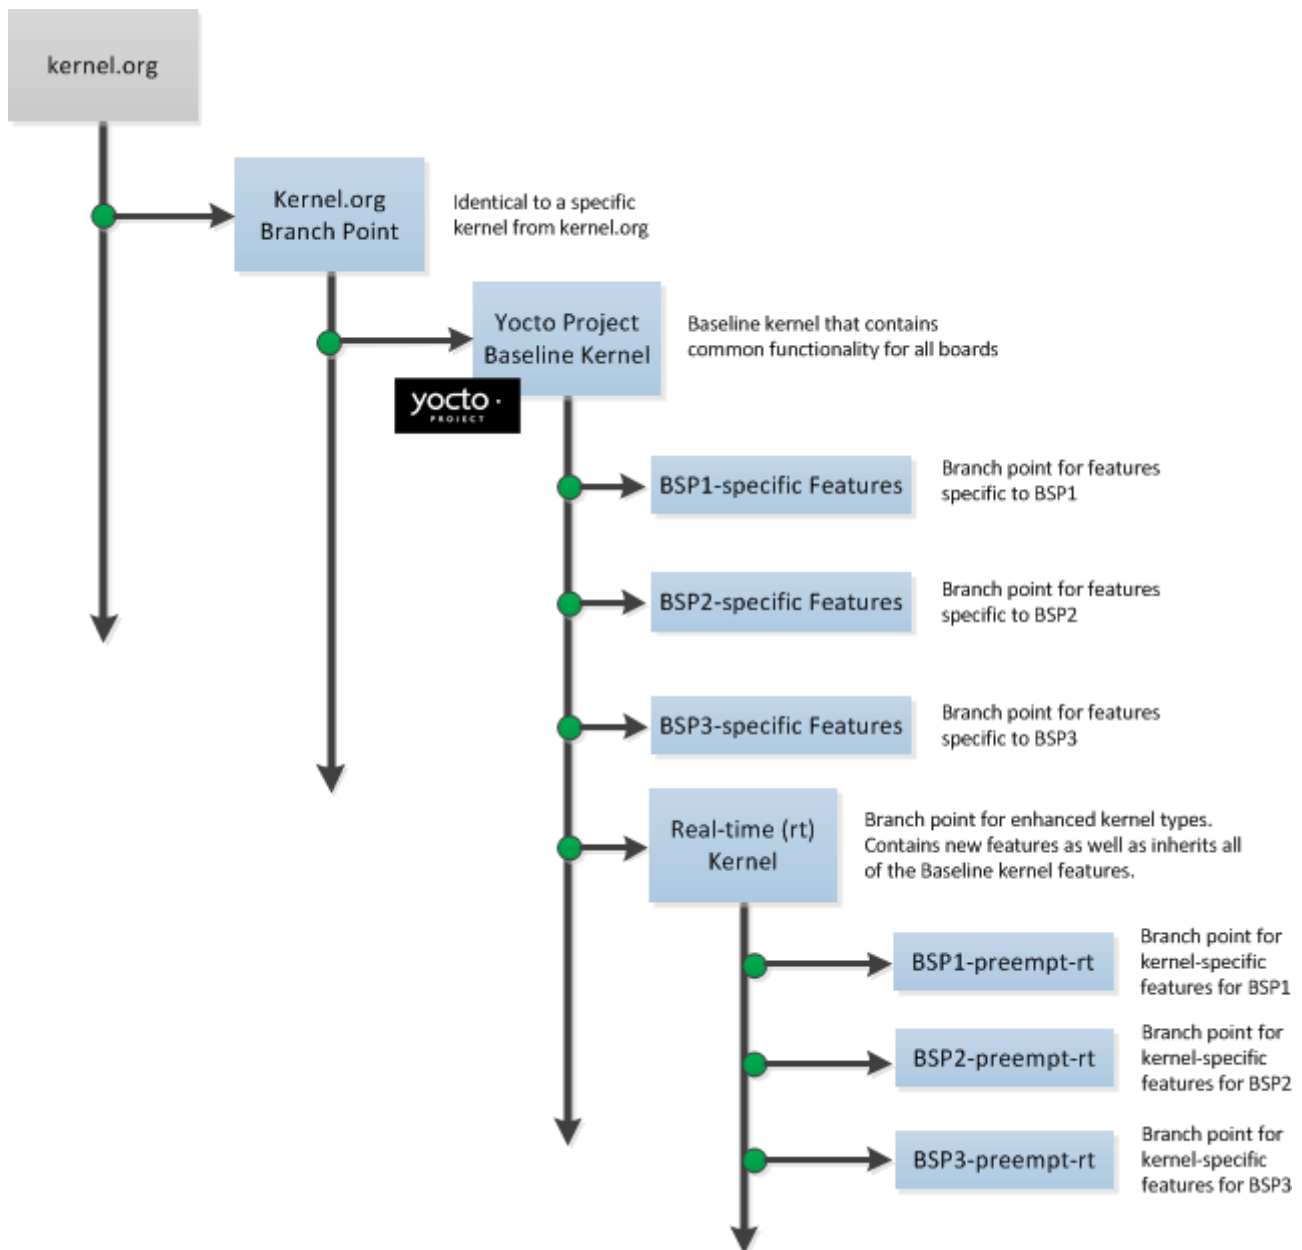 kernel.org
Kernel.org
Branch Point
Identical to a specific
kernel from kernel.org
Yocto Project
Baseline Kernel
Baseline kernel that contains
common functionality for all boards
yocto ·
PROJECT
BSP1-specific Features
Branch point for features
specific to BSP1
BSP2-specific Features
Branch point for features
specific to BSP2
BSP3-specific Features
Branch point for features
specific to BSP3
Real-time (rt)
Kernel
Branch point for enhanced kernel types.
Contains new features as well as inherits all
of the Baseline kernel features.
BSP1-preempt-rt
Branch point for
kernel-specific
features for BSP1
BSP2-preempt-rt
Branch point for
kernel-specific
features for BSP2
BSP3-preempt-rt
Branch point for
kernel-specific
features for BSP3